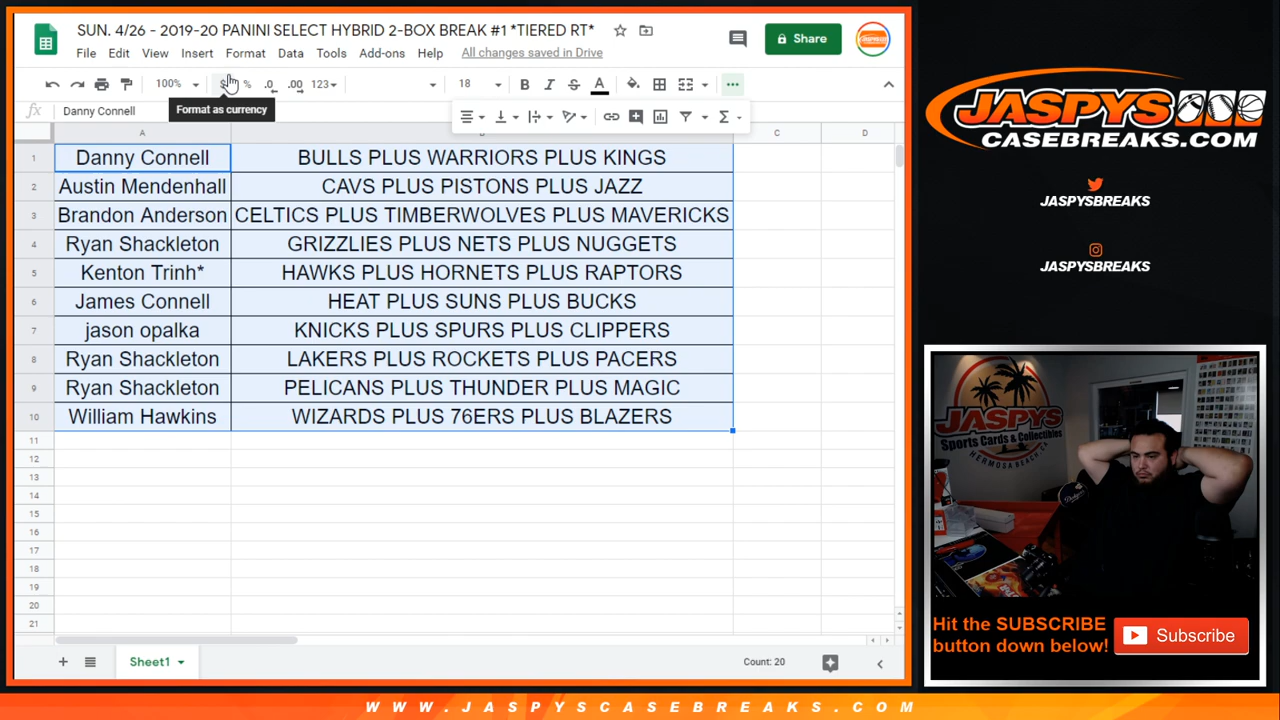 SUN. 4/26 - 2019-20 PANINI SELECT HYBRID 2-BOX BREAK #1 *TIERED RT*
Share
File Edit View Insert Format Data Tools Add-ons Help All changes saved in Drive
100% $ % .0 .00 123 18 B I S A
Format as currency
fx Danny Connell
A C D
1 Danny Connell BULLS PLUS WARRIORS PLUS KINGS
2 Austin Mendenhall CAVS PLUS PISTONS PLUS JAZZ
3 Brandon Anderson CELTICS PLUS TIMBERWOLVES PLUS MAVERICKS
4 Ryan Shackleton GRIZZLIES PLUS NETS PLUS NUGGETS
5 Kenton Trinh* HAWKS PLUS HORNETS PLUS RAPTORS
6 James Connell HEAT PLUS SUNS PLUS BUCKS
7 jason opalka KNICKS PLUS SPURS PLUS CLIPPERS
8 Ryan Shackleton LAKERS PLUS ROCKETS PLUS PACERS
9 Ryan Shackleton PELICANS PLUS THUNDER PLUS MAGIC
10 William Hawkins WIZARDS PLUS 76ERS PLUS BLAZERS
11
12
13
14
15
16
17
18
19
20
21
Sheet1
Count: 20
JASPYS
CASEBREAKS.COM
JASPYSBREAKS
JASPYSBREAKS
JASPYS
Sports Cards & Collectibles
HERMOSA BEACH, CA
Hit the SUBSCRIBE
button down below!
Subscribe
WWW.JASPYSCASEBREAKS.COM